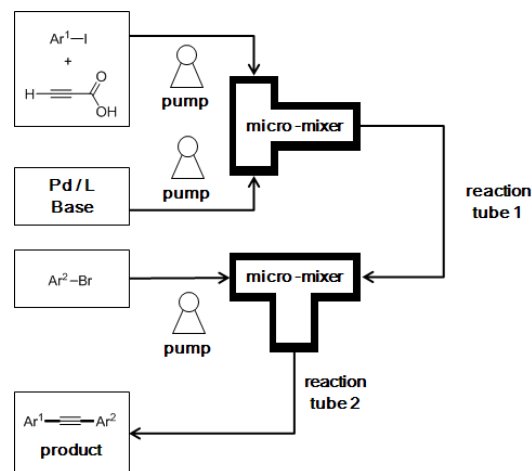 Ar¹—I
+
H
O
OH
pump
micro-mixer
Pd / L
Base
pump
reaction
tube 1
Ar²—Br
micro-mixer
pump
reaction
tube 2
Ar¹ Ar²
product